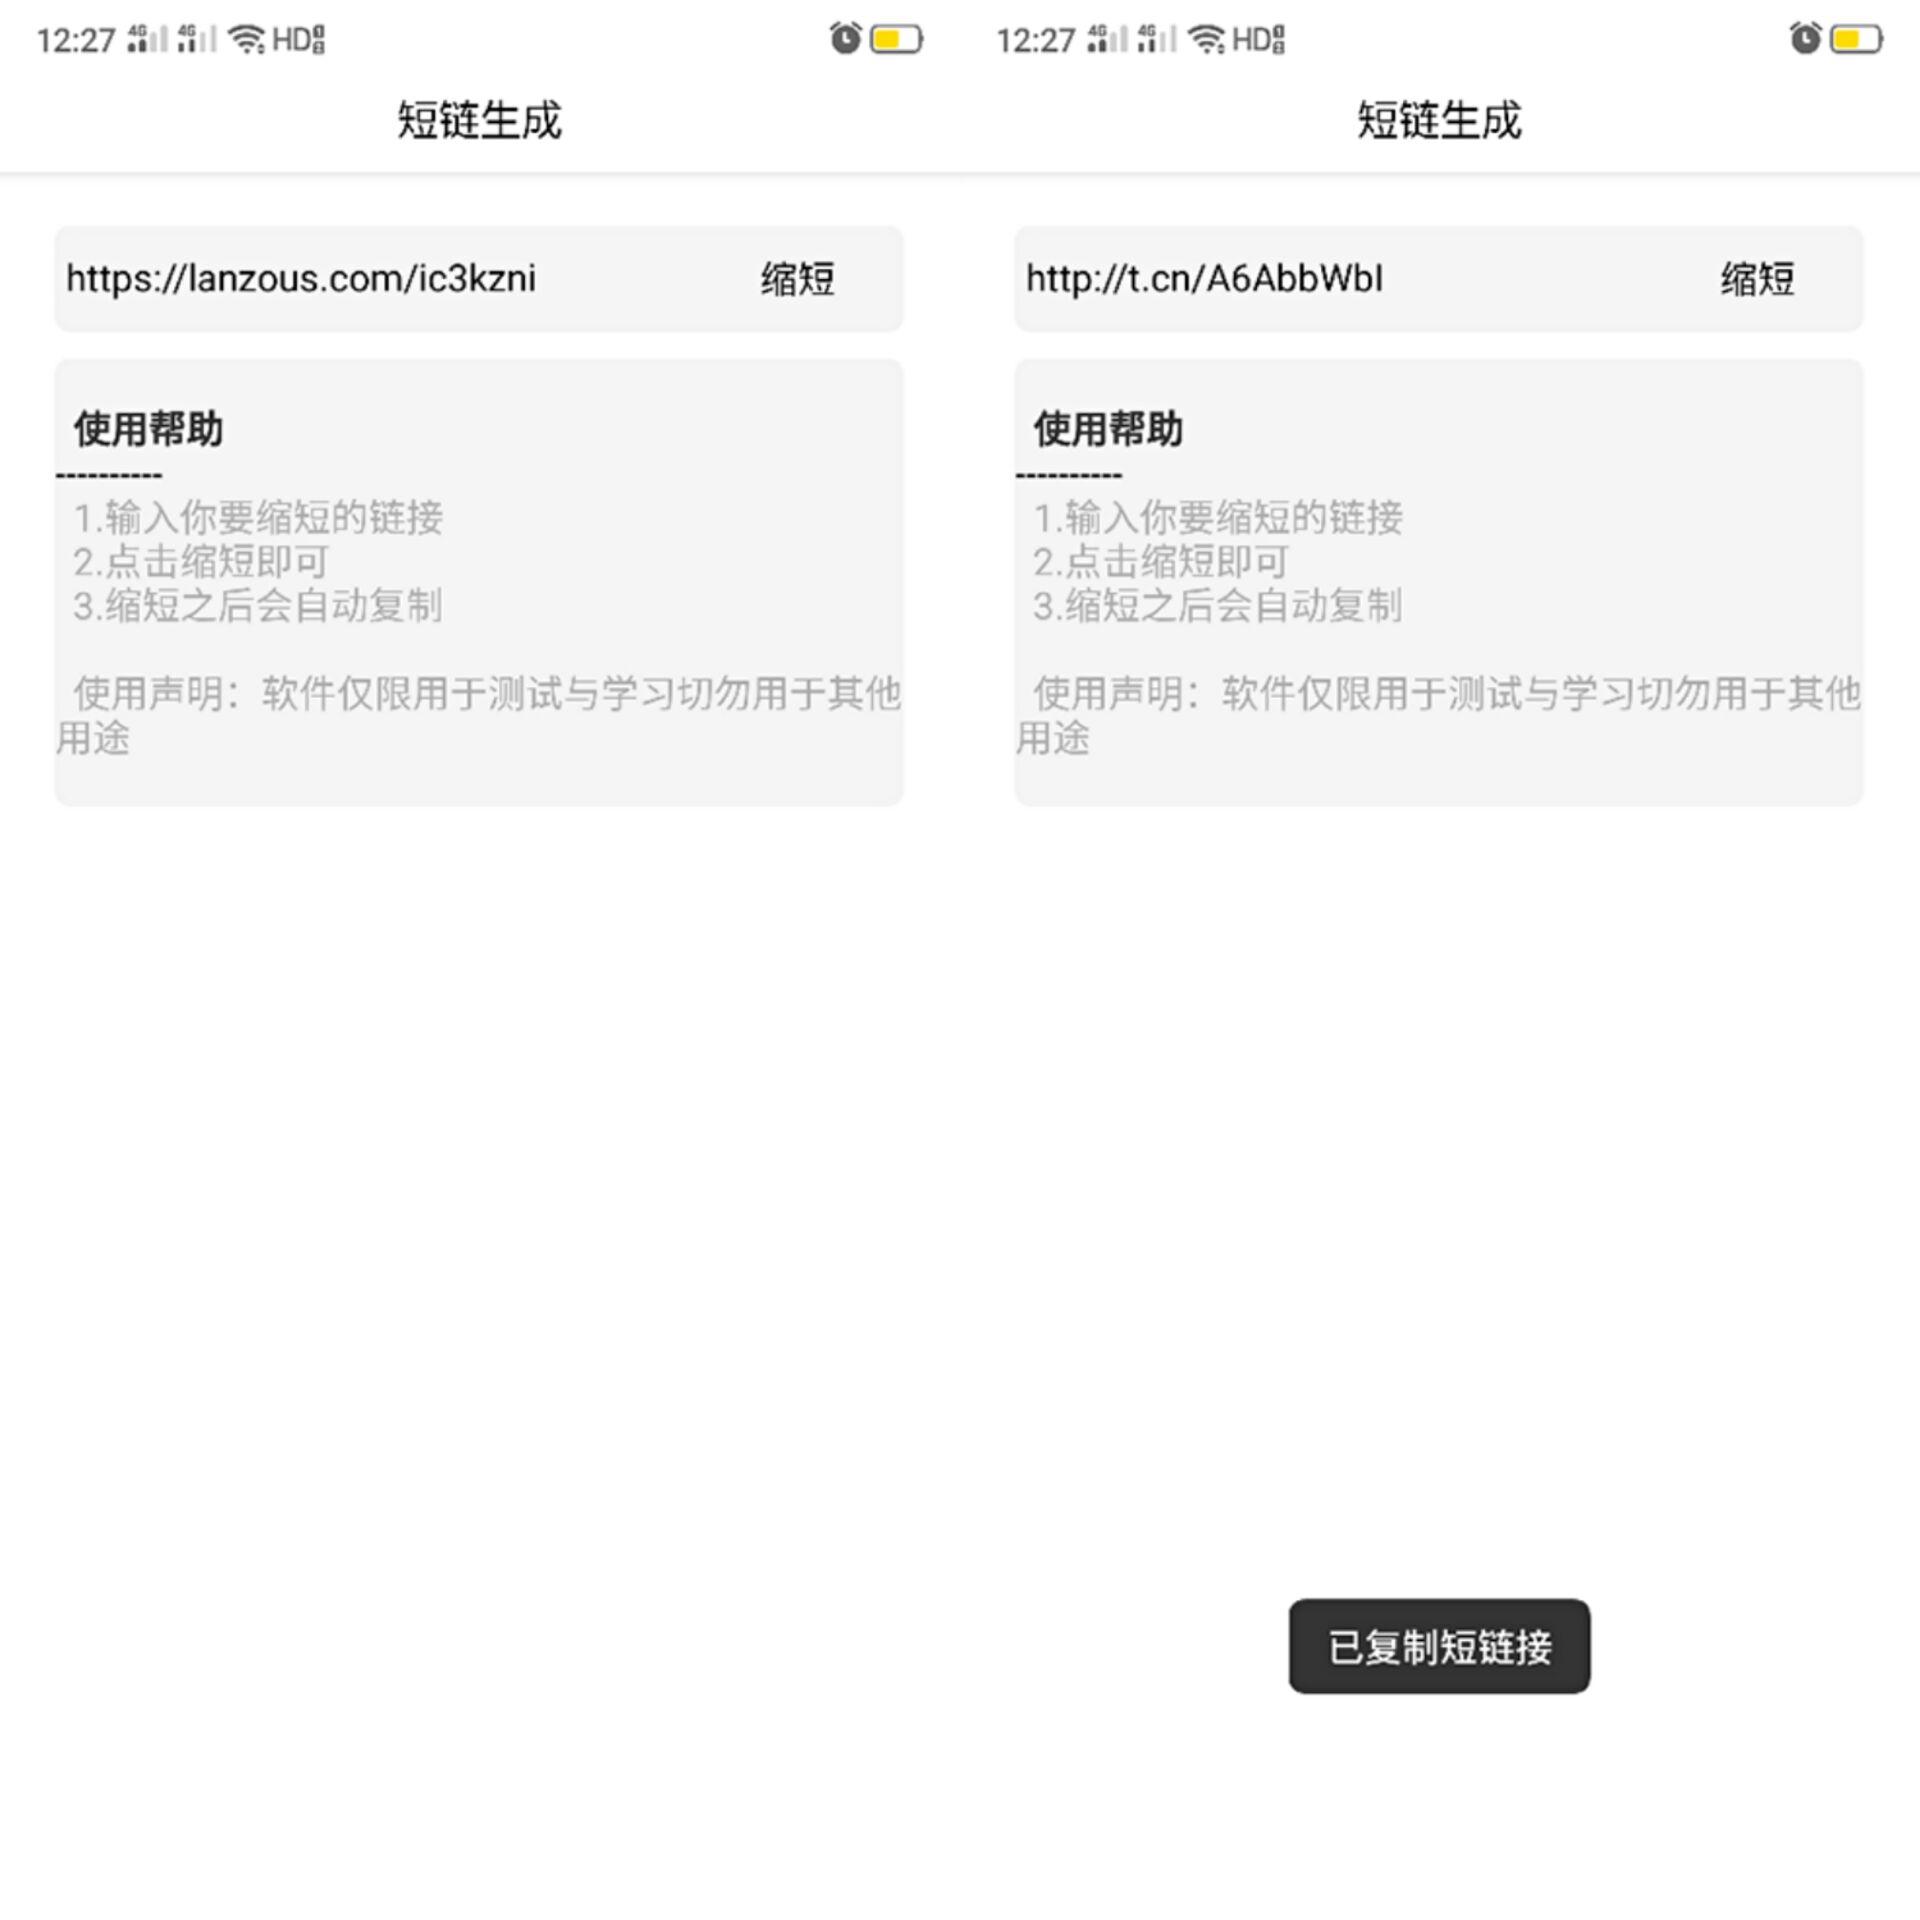 12:27 4G 4G HD
短链生成
https://lanzous.com/ic3kzni 缩短
使用帮助
----------
1.输入你要缩短的链接
2.点击缩短即可
3.缩短之后会自动复制
使用声明：软件仅限用于测试与学习切勿用于其他
用途
12:27 4G 4G HD
短链生成
http://t.cn/A6AbbWbI 缩短
使用帮助
----------
1.输入你要缩短的链接
2.点击缩短即可
3.缩短之后会自动复制
使用声明：软件仅限用于测试与学习切勿用于其他
用途
已复制短链接